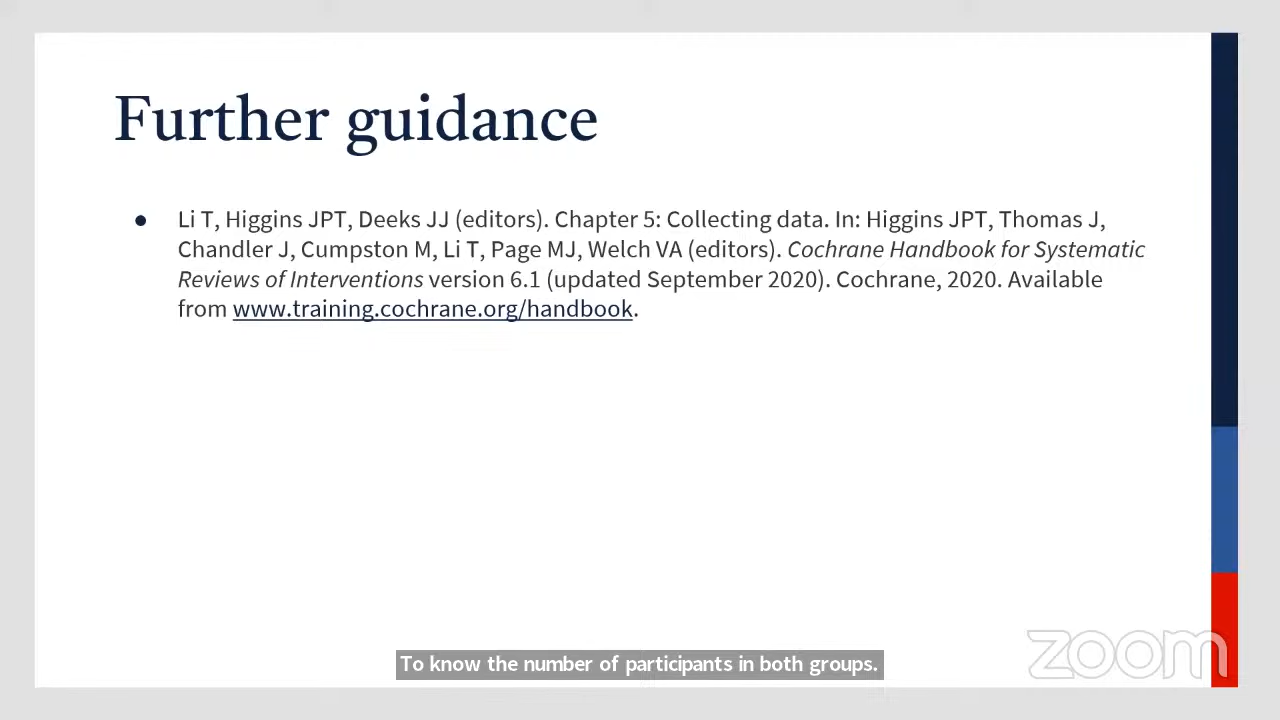 Further guidance
● Li T, Higgins JPT, Deeks JJ (editors). Chapter 5: Collecting data. In: Higgins JPT, Thomas J,
Chandler J, Cumpston M, Li T, Page MJ, Welch VA (editors). Cochrane Handbook for Systematic
Reviews of Interventions version 6.1 (updated September 2020). Cochrane, 2020. Available
from www.training.cochrane.org/handbook.
To know the number of participants in both groups.
zoom